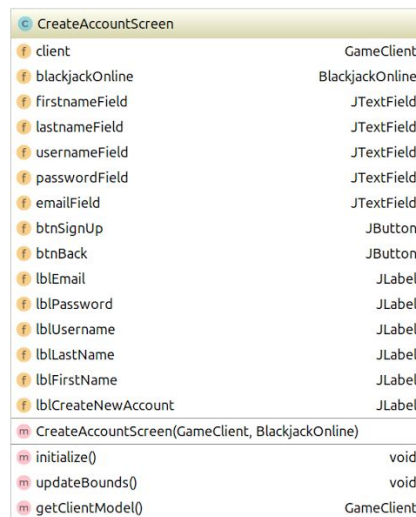 CreateAccountScreen
client GameClient
blackjackOnline BlackjackOnline
firstnameField JTextField
lastnameField JTextField
usernameField JTextField
passwordField JTextField
emailField JTextField
btnSignUp JButton
btnBack JButton
lblEmail JLabel
lblPassword JLabel
lblUsername JLabel
lblLastName JLabel
lblFirstName JLabel
lblCreateNewAccount JLabel
CreateAccountScreen(GameClient, BlackjackOnline)
initialize() void
updateBounds() void
getClientModel() GameClient